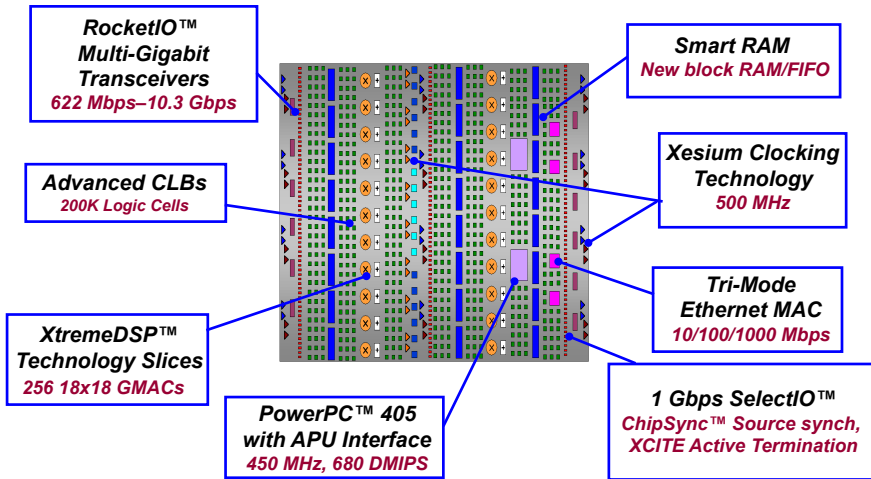 RocketIO™
Multi-Gigabit
Transceivers
622 Mbps–10.3 Gbps
Smart RAM
New block RAM/FIFO
Advanced CLBs
200K Logic Cells
Xesium Clocking
Technology
500 MHz
XtremeDSP™
Technology Slices
256 18x18 GMACs
Tri-Mode
Ethernet MAC
10/100/1000 Mbps
PowerPC™ 405
with APU Interface
450 MHz, 680 DMIPS
1 Gbps SelectIO™
ChipSync™ Source synch,
XCITE Active Termination